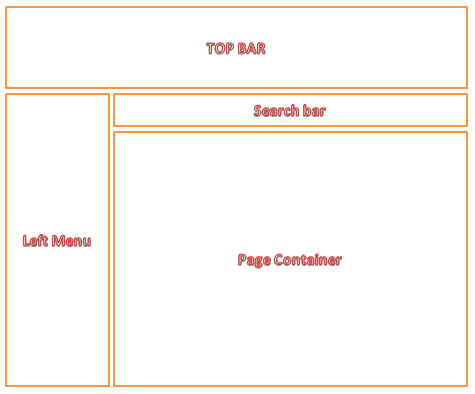 TOP BAR
Search bar
Left Menu
Page Container